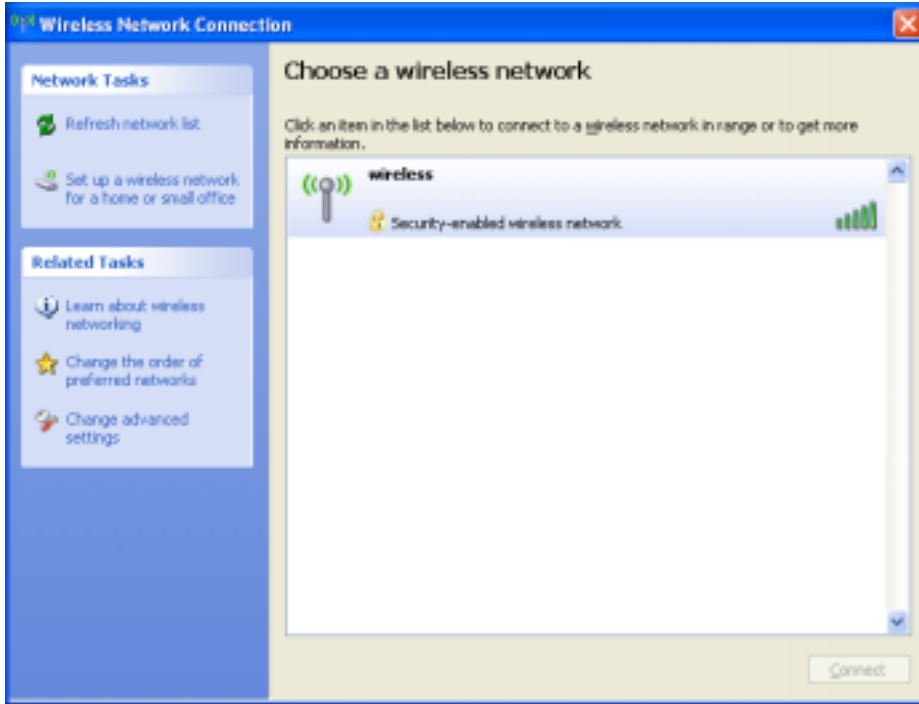 Wireless Network Connection
Network Tasks
Refresh network list
Set up a wireless network
for a home or small office
Related Tasks
Learn about wireless
networking
Change the order of
preferred networks
Change advanced
settings
Choose a wireless network
Click an item in the list below to connect to a wireless network in range or to get more
information.
wireless
Security-enabled wireless network
Connect